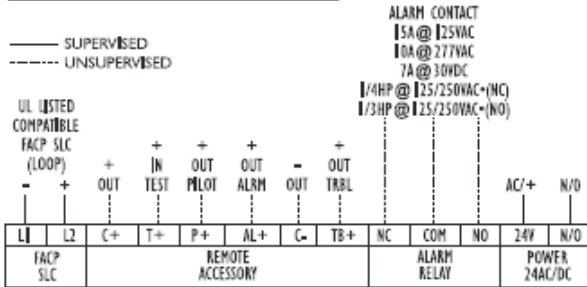 ALARM CONTACT
15A@ 125VAC
10A@ 277VAC
7A@ 30VDC
1/4HP@ 125/250VAC•(NC)
1/3HP@ 125/250VAC•(NO)
SUPERVISED
UNSUPERVISED
UL LISTED
COMPATIBLE
FACP SLC
(LOOP)
- +
+
OUT
+
IN
TEST
+
OUT
PILOT
+
OUT
ALRM
-
OUT
+
OUT
TRBL
AC/+ N/0
L1 L2 C+ T+ P+ AL+ C- TB+ NC COM NO 24V N/0
FACP
SLC
REMOTE
ACCESSORY
ALARM
RELAY
POWER
24AC/DC